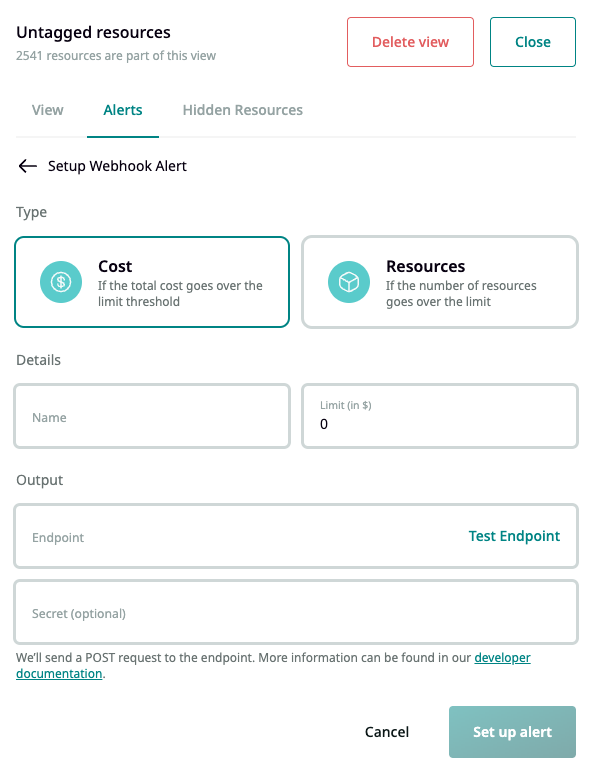 Untagged resources
2541 resources are part of this view
Delete view
Close
View
Alerts
Hidden Resources
Setup Webhook Alert
Type
Cost
If the total cost goes over the
limit threshold
Resources
If the number of resources
goes over the limit
Details
Name
Limit (in $)
0
Output
Endpoint
Test Endpoint
Secret (optional)
We'll send a POST request to the endpoint. More information can be found in our developer
documentation.
Cancel
Set up alert